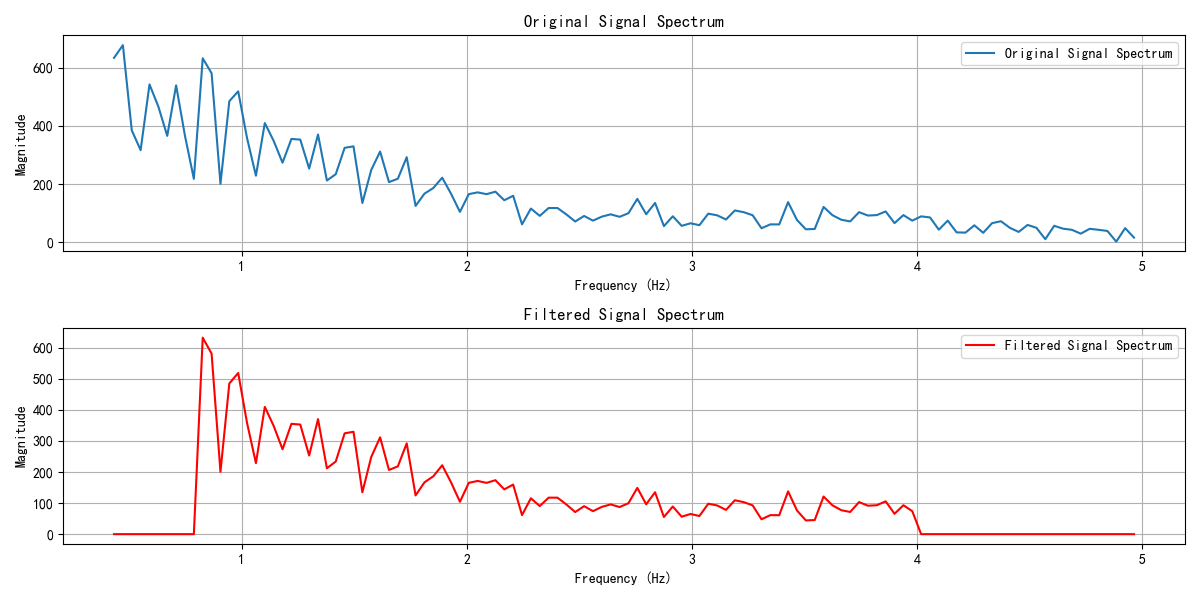 Original Signal Spectrum
Original Signal Spectrum
Magnitude
600
400
200
0
1 2 3 4 5
Frequency (Hz)
Filtered Signal Spectrum
Filtered Signal Spectrum
Magnitude
600
500
400
300
200
100
0
1 2 3 4 5
Frequency (Hz)